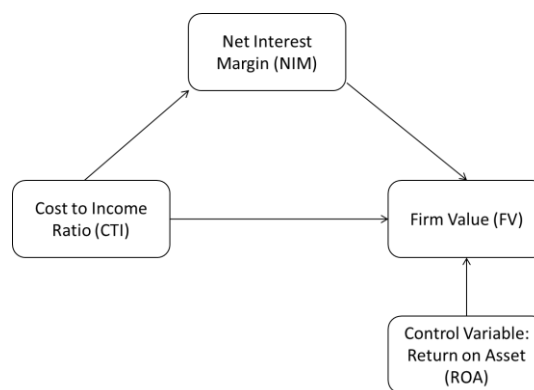 Net Interest
Margin (NIM)
Cost to Income
Ratio (CTI)
Firm Value (FV)
Control Variable:
Return on Asset
(ROA)